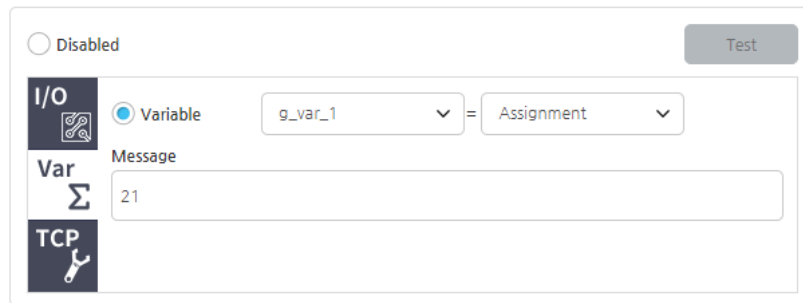 Disabled
Test
I/O
Variable
g_var_1
=
Assignment
Var
Σ
Message
21
TCP